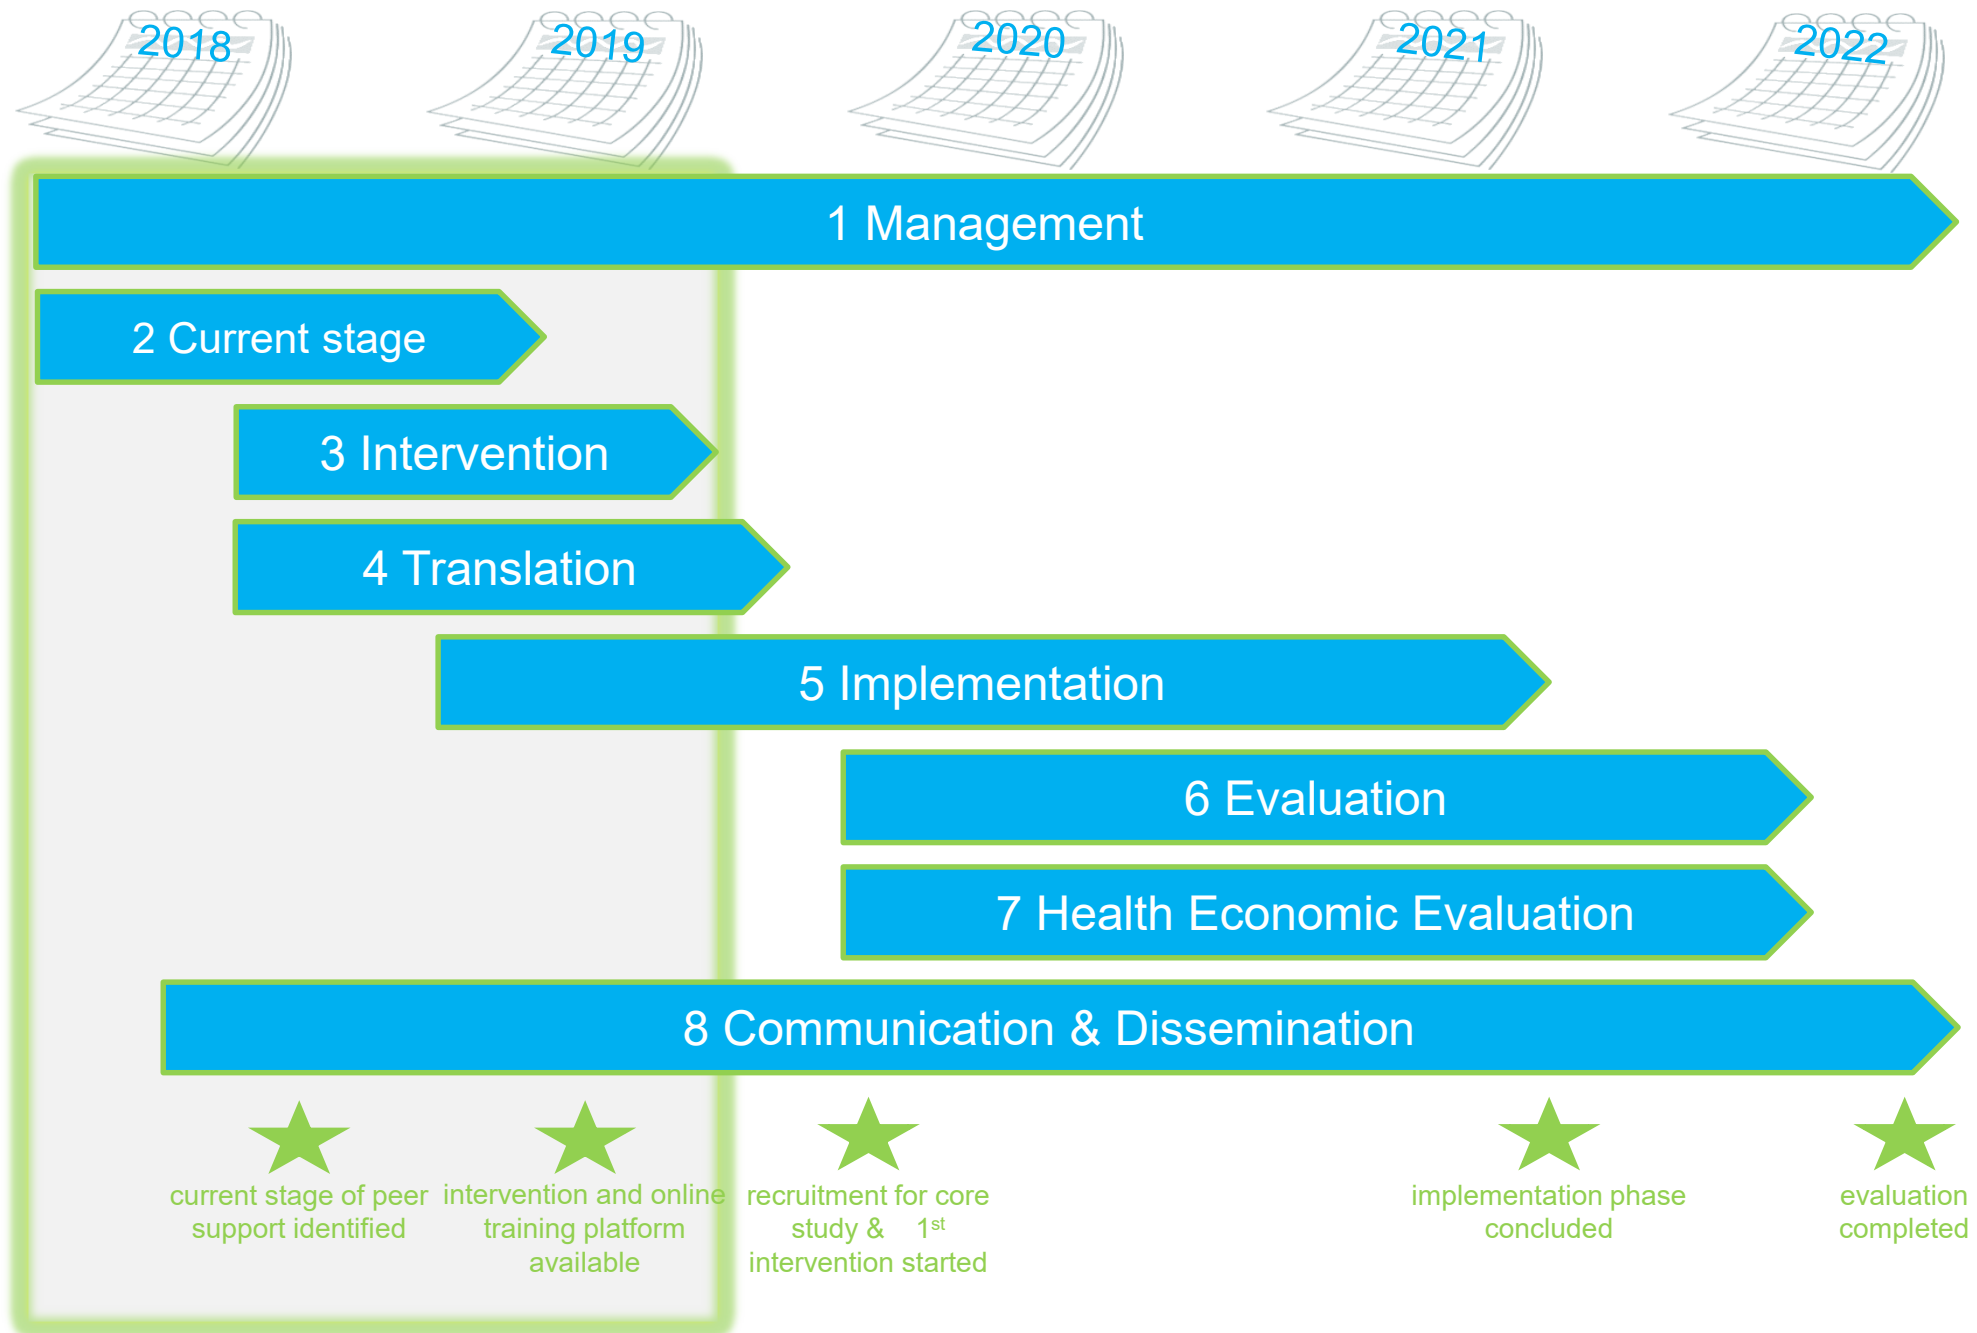 2018
2019
2020
2021
2022
1 Management
2 Current stage
3 Intervention
4 Translation
5 Implementation
6 Evaluation
7 Health Economic Evaluation
8 Communication & Dissemination
current stage of peer
support identified
intervention and online
training platform
available
recruitment for core
study & 1st
intervention started
implementation phase
concluded
evaluation
completed